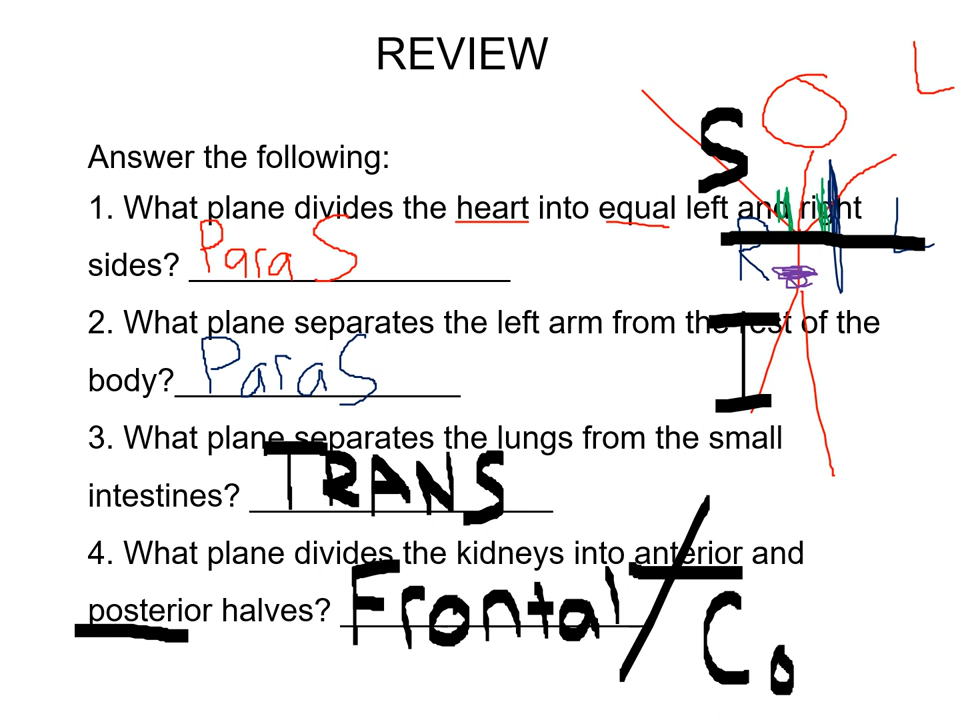 REVIEW
L
S
Answer the following:
1. What plane divides the heart into equal left and right
R L
sides? ParaS
2. What plane separates the left arm from the rest of the
I
body? ParaS
3. What plane separates the lungs from the small
intestines? TRANS
4. What plane divides the kidneys into anterior and
posterior halves? Frontal/Co